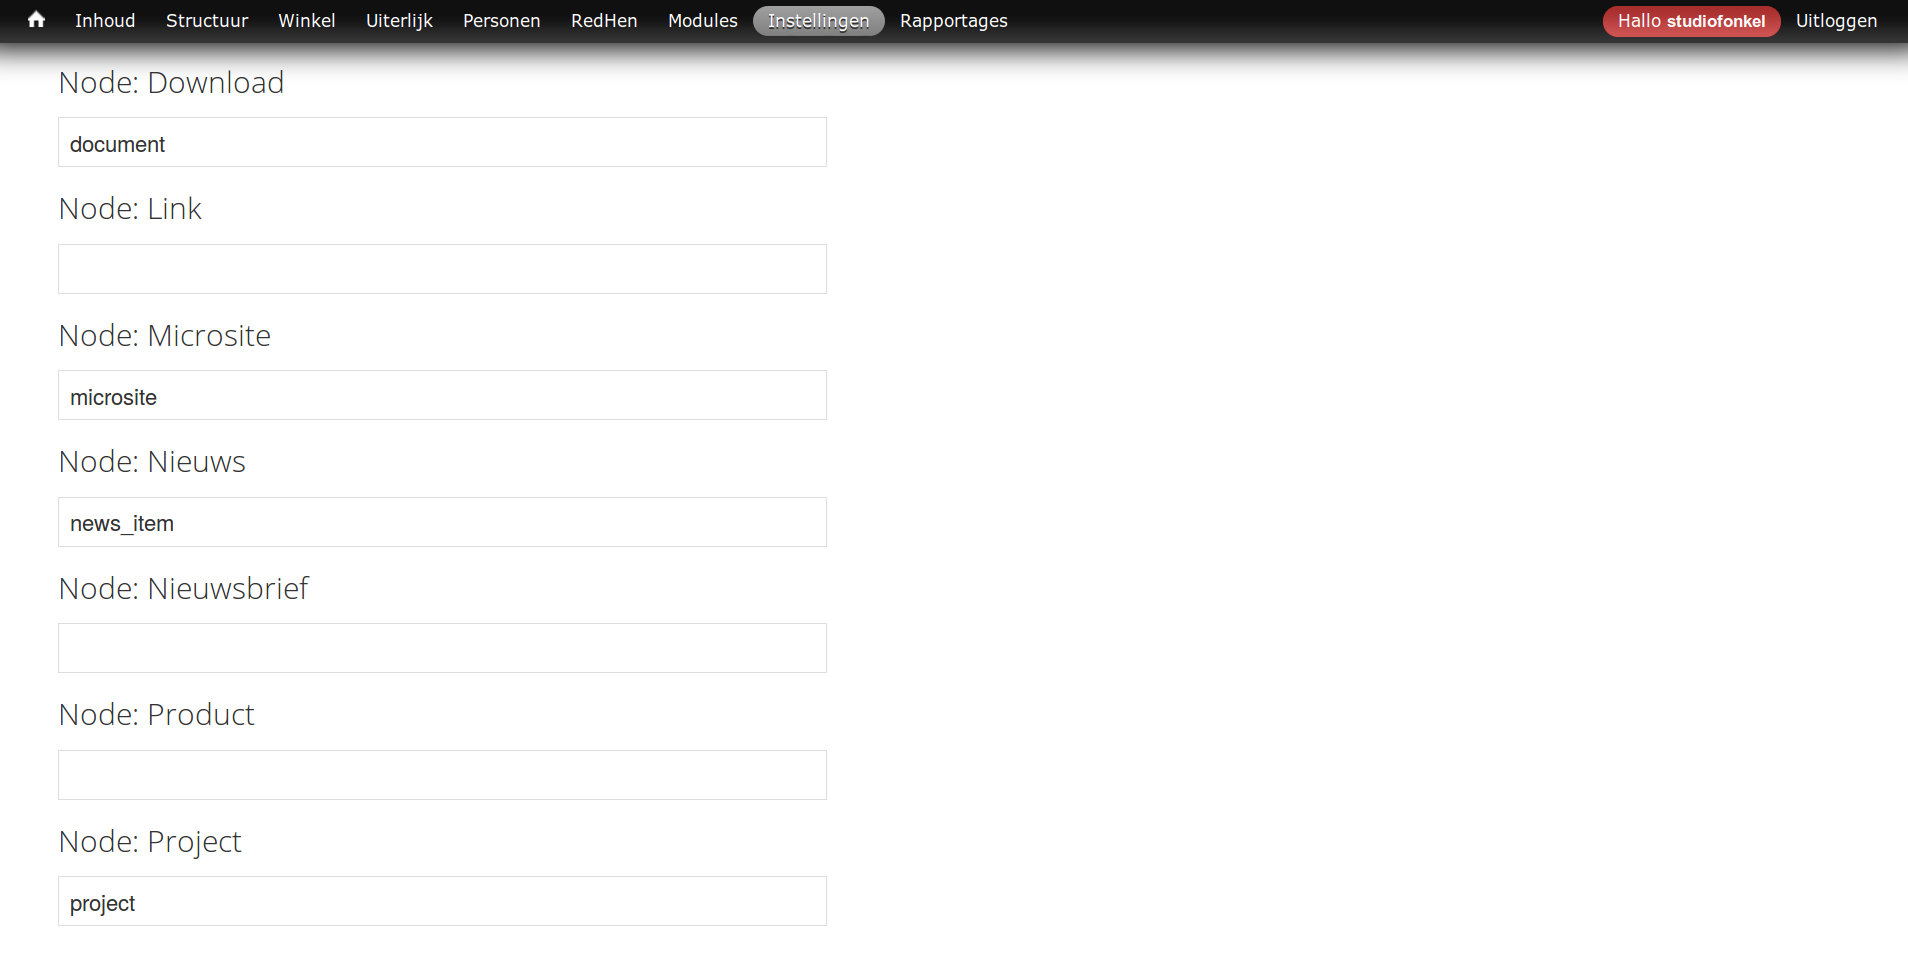 Inhoud Structuur Winkel Uiterlijk Personen RedHen Modules Instellingen Rapportages Hallo studiofonkel Uitloggen
Node: Download
document
Node: Link
Node: Microsite
microsite
Node: Nieuws
news_item
Node: Nieuwsbrief
Node: Product
Node: Project
project